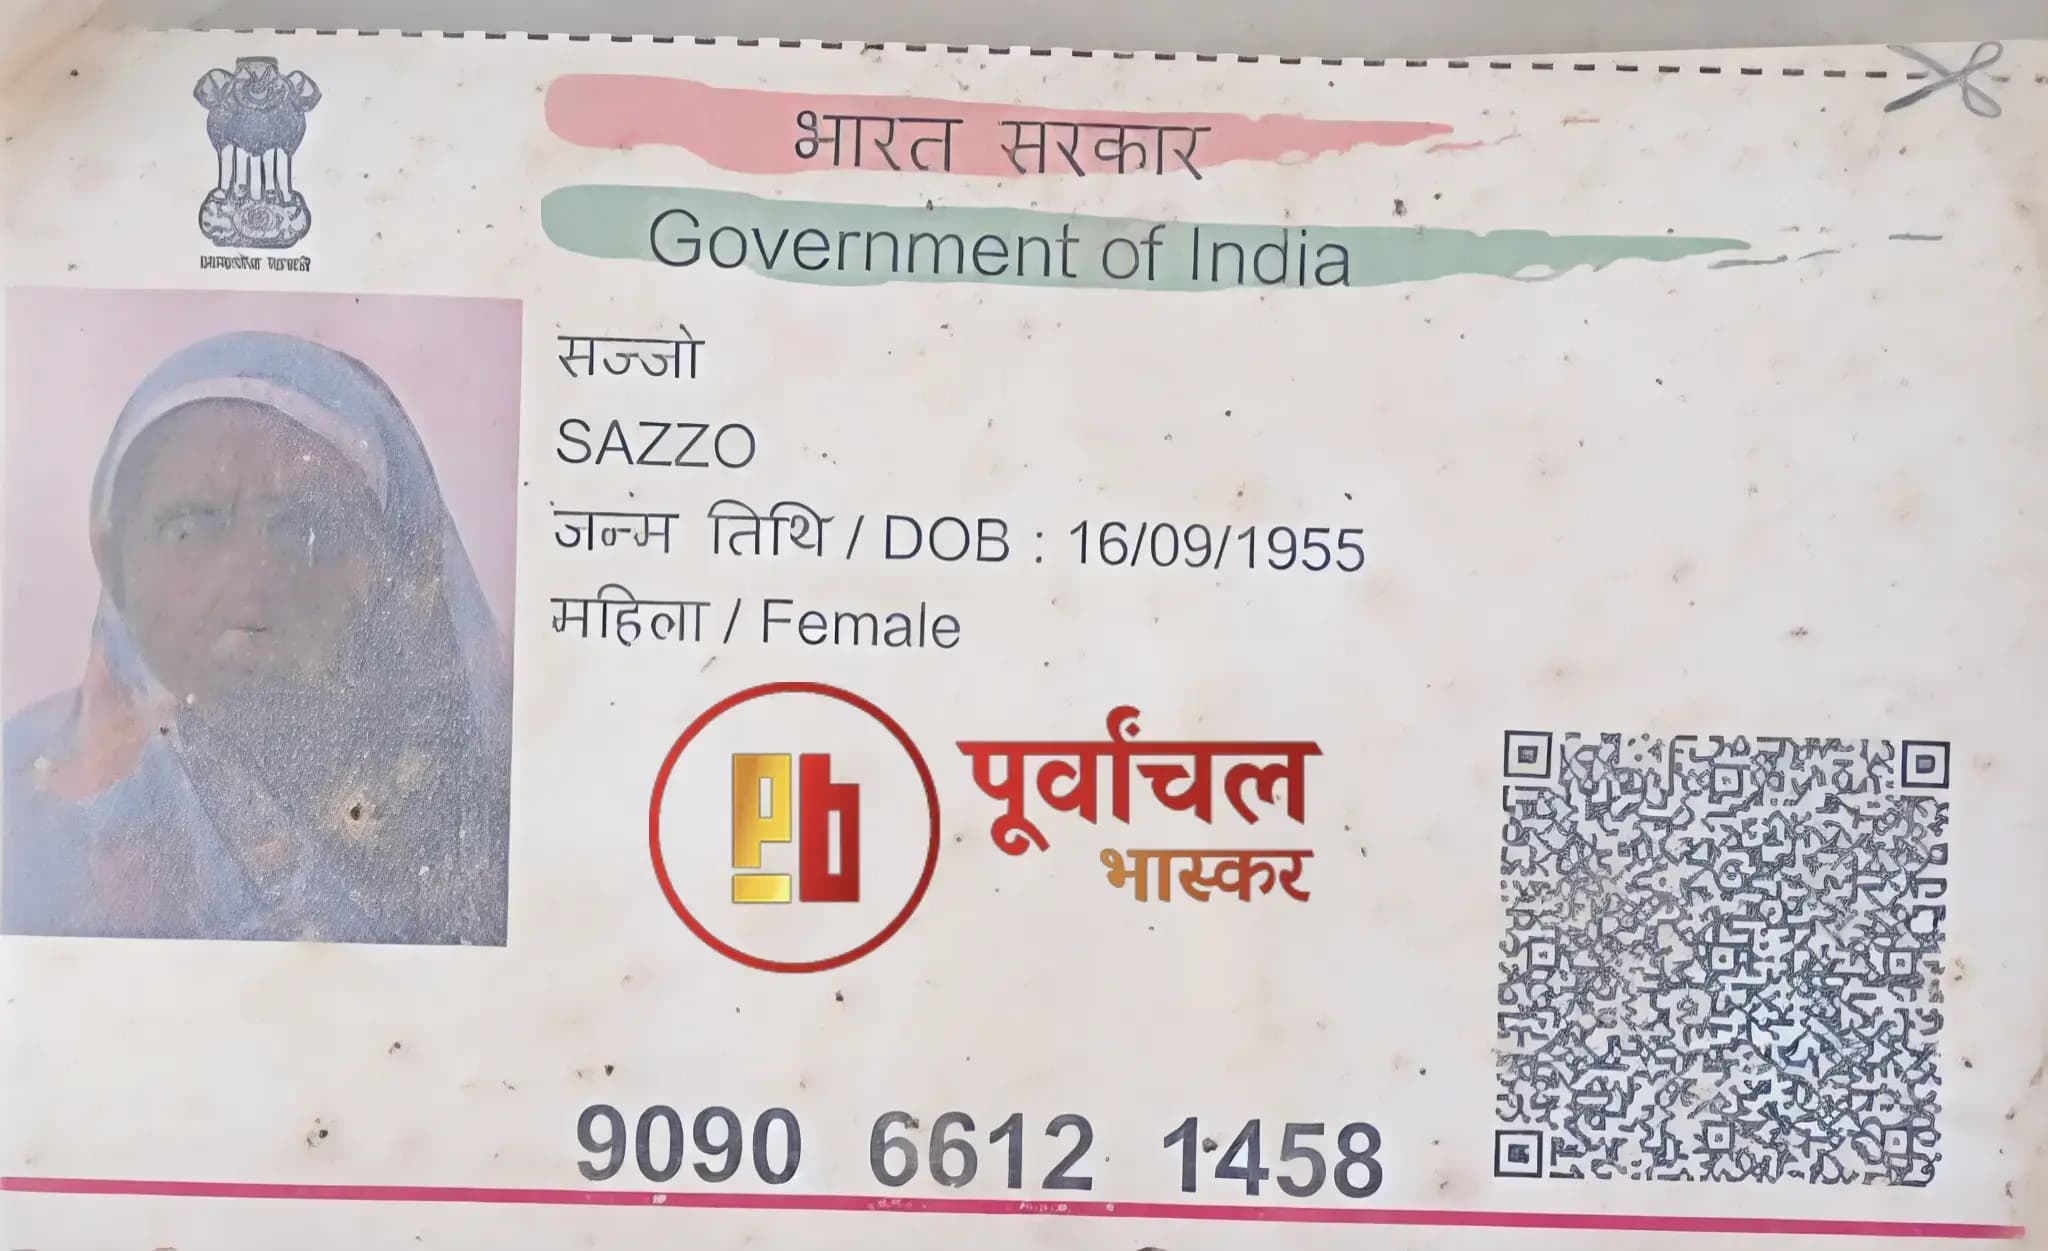 भारत सरकार
Government of India
सज्जो
SAZZO
जन्म तिथि / DOB : 16/09/1955
महिला / Female
पूर्वांचल
भास्कर
9090 6612 1458